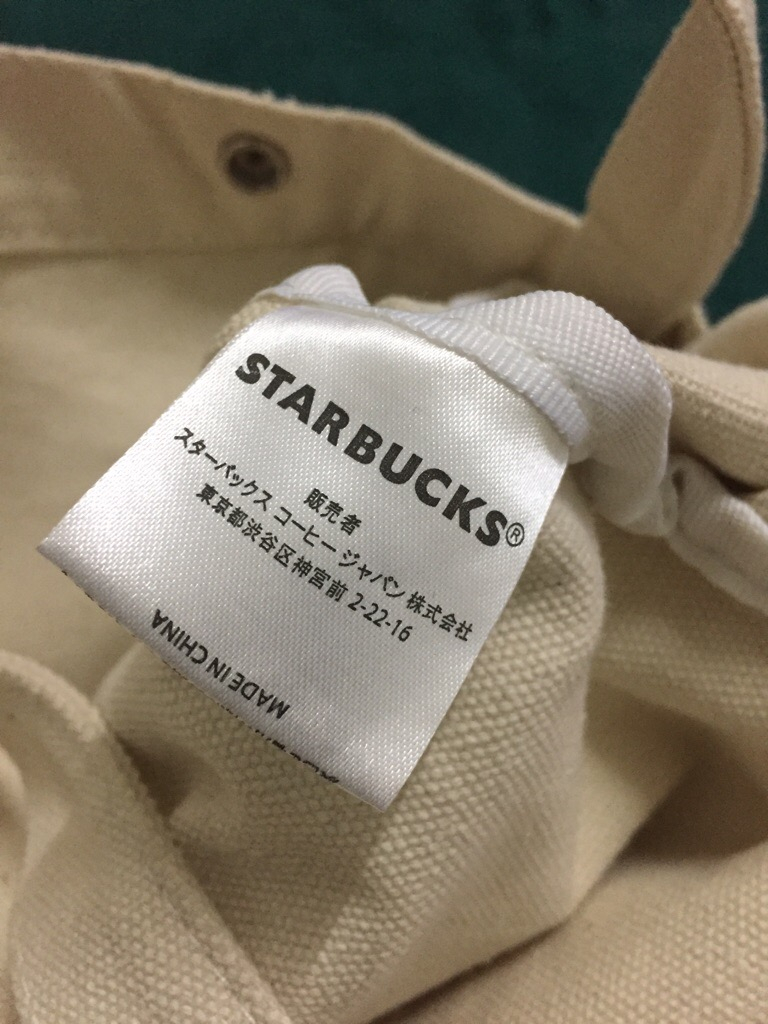 STARBUCKS®
販売者
スターバックス コーヒー ジャパン 株式会社
東京都渋谷区神宮前 2-22-16
MADE IN CHINA